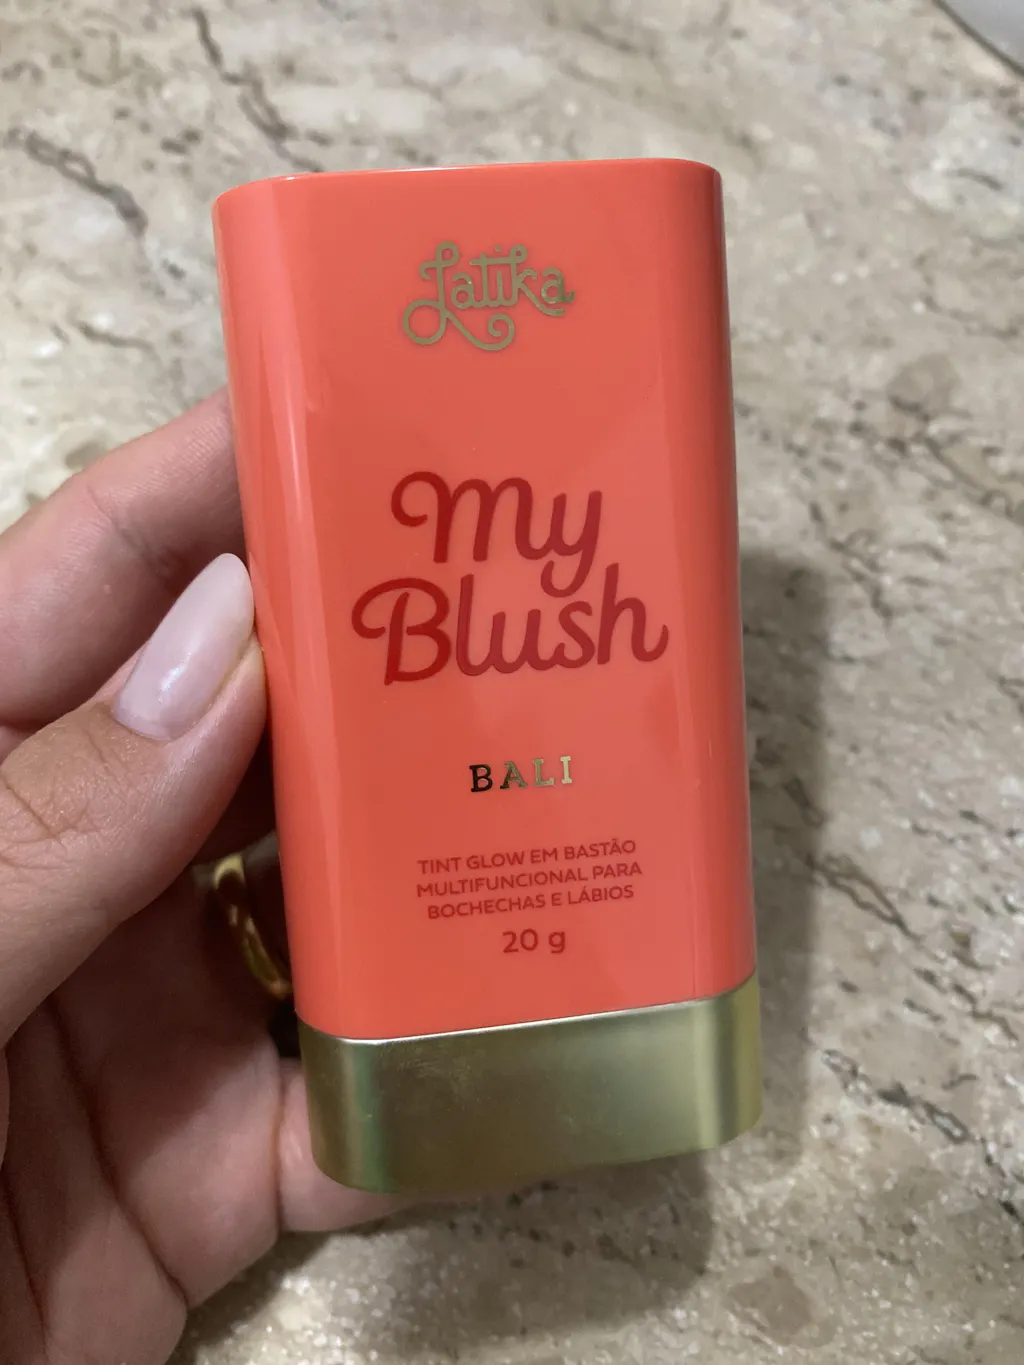 Latika
My
Blush
BALI
TINT GLOW EM BASTÃO
MULTIFUNCIONAL PARA
BOCHECHAS E LÁBIOS
20 g